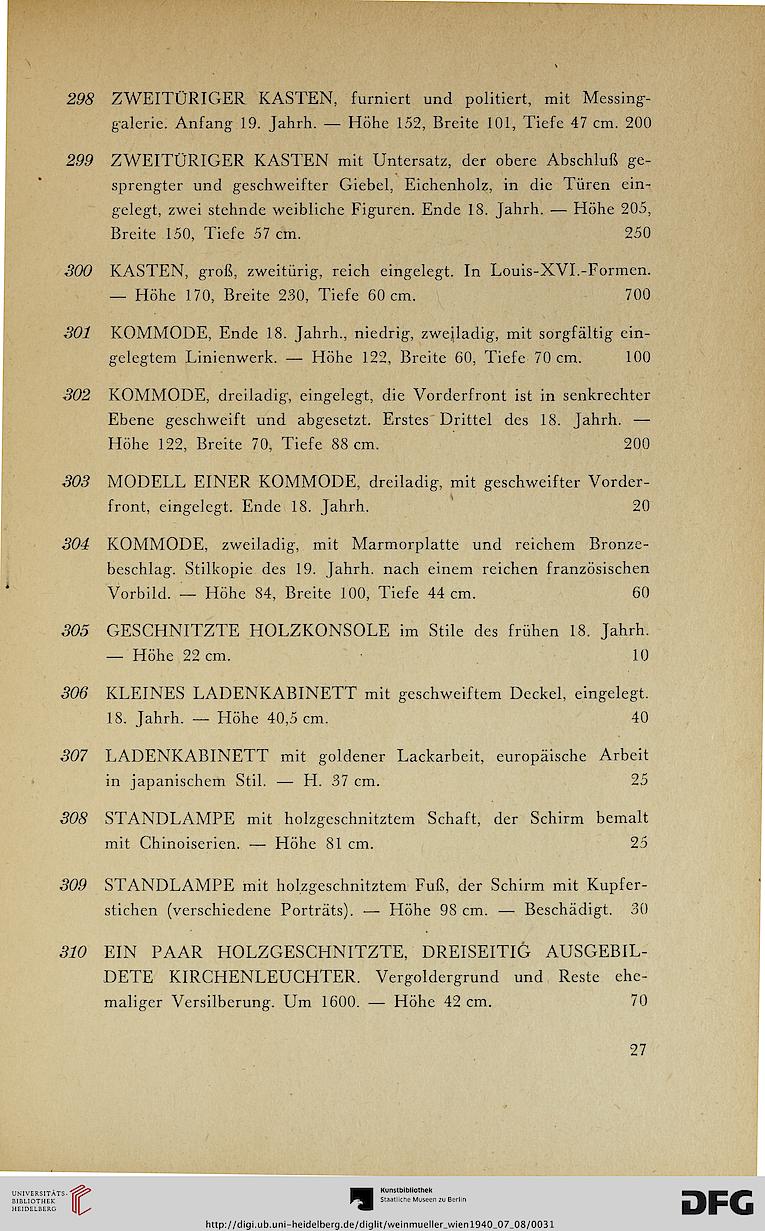 298 ZWEITÜRIGER KASTEN, furniert und politiert, mit Messing-
galerie. Anfang 19. Jahrh. — Höhe 152, Breite 101, Tiefe 47 cm. 200
299 ZWEITÜRIGER KASTEN mit Untersatz, der obere Abschluß ge-
sprengter und geschweifter Giebel, Eichenholz, in die Türen ein-
gelegt, zwei stehnde weibliche Figuren. Ende 18. Jahrh. — Höhe 205,
Breite 150, Tiefe 57 cm. 250
300 KASTEN, groß, zweitürig, reich eingelegt. In Louis-XVI.-Formen.
— Höhe 170, Breite 230, Tiefe 60 cm. 700
301 KOMMODE, Ende 18. Jahrh., niedrig, zweiladig, mit sorgfältig ein-
gelegtem Linienwerk. — Höhe 122, Breite 60, Tiefe 70 cm. 100
302 KOMMODE, dreiladig, eingelegt, die Vorderfront ist in senkrechter
Ebene geschweift und abgesetzt. Erstes Drittel des 18. Jahrh. —
Höhe 122, Breite 70, Tiefe 88 cm. 200
303 MODELL EINER KOMMODE, dreiladig, mit geschweifter Vorder-
front, eingelegt. Ende 18. Jahrh. 20
304 KOMMODE, zweiladig, mit Marmorplatte und reichem Bronze-
beschlag. Stilkopie des 19. Jahrh. nach einem reichen französischen
Vorbild. — Höhe 84, Breite 100, Tiefe 44 cm. 60
305 GESCHNITZTE HOLZKONSOLE im Stile des frühen 18. Jahrh.
— Höhe 22 cm. 10
306 KLEINES LADENKABINETT mit geschweiftem Deckel, eingelegt.
18. Jahrh. — Höhe 40,5 cm. 40
307 LADENKABINETT mit goldener Lackarbeit, europäische Arbeit
in japanischem Stil. — H. 37 cm. 25
308 STANDLAMPE mit holzgeschnitztem Schaft, der Schirm bemalt
mit Chinoiserien. — Höhe 81 cm. 25
309 STANDLAMPE mit holzgeschnitztem Fuß, der Schirm mit Kupfer-
stichen (verschiedene Porträts). — Höhe 98 cm. — Beschädigt. 30
310 EIN PAAR HOLZGESCHNITZTE, DREISEITIG AUSGEBIL-
DETE KIRCHENLEUCHTER. Vergoldergrund und Reste ehe-
maliger Versilberung. Um 1600. — Höhe 42 cm. 70
27
UNIVERSITÄTS-
BIBLIOTHEK
HEIDELBERG
Kunstbibliothek
Staatliche Museen zu Berlin
DFG
http://digi.ub.uni-heidelberg.de/diglit/weinmueller_wien1940_07_08/0031